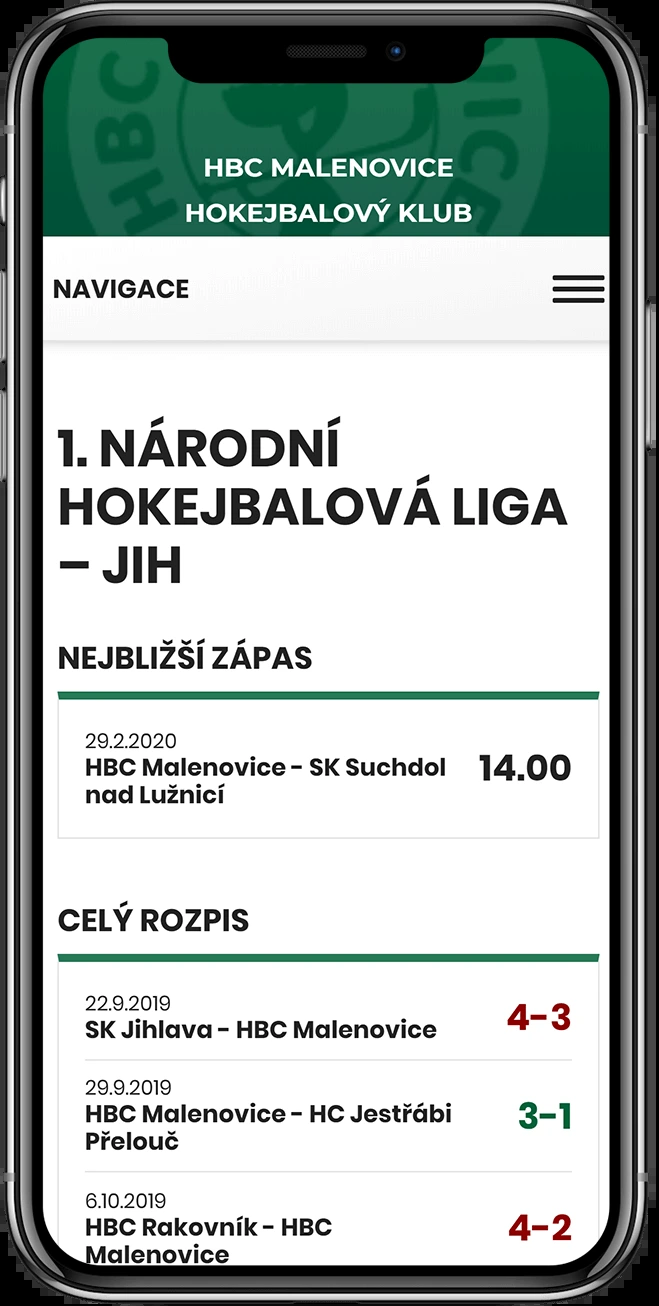 HBC
NICE
HBC MALENOVICE
HOKEJBALOVÝ KLUB
NAVIGACE
1. NÁRODNÍ
HOKEJBALOVÁ LIGA
– JIH
NEJBLIŽŠÍ ZÁPAS
29.2.2020
HBC Malenovice - SK Suchdol
nad Lužnicí
14.00
CELÝ ROZPIS
22.9.2019
SK Jihlava - HBC Malenovice
4-3
29.9.2019
HBC Malenovice - HC Jestřábi
Přelouč
3-1
6.10.2019
HBC Rakovník - HBC
Malenovice
4-2